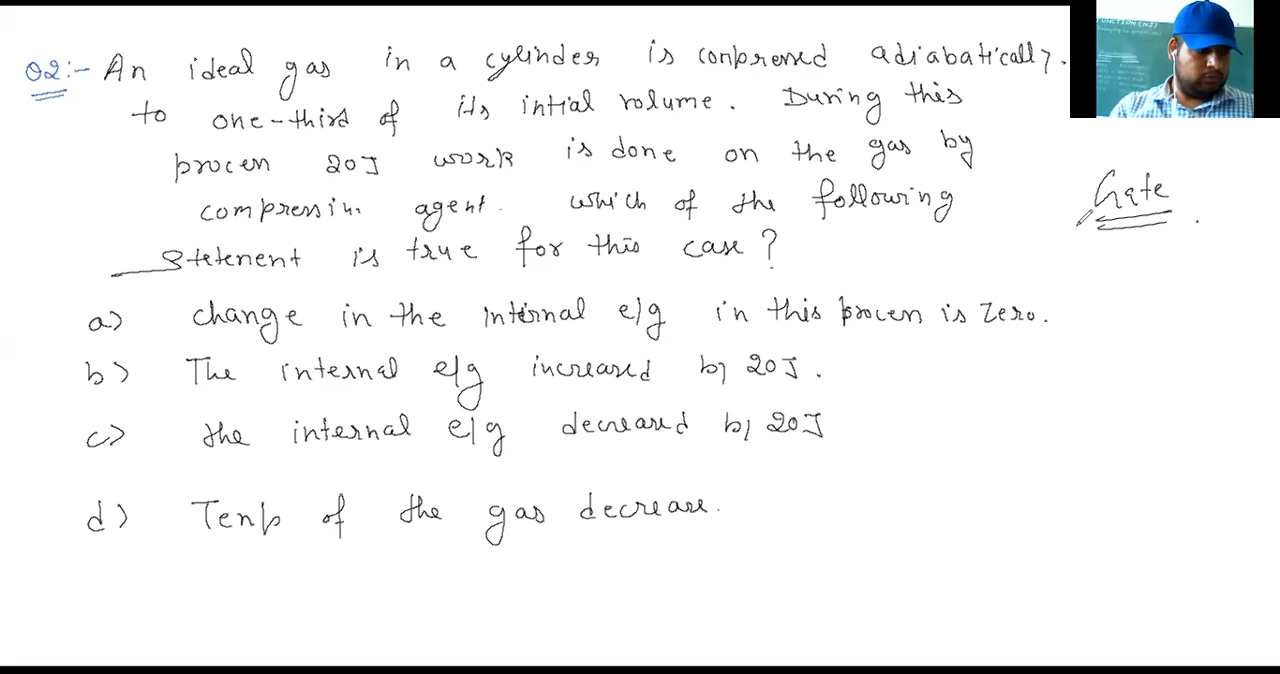 Q2:- An ideal gas in a cylinder is compressed adiabatically.
to one-third of its intial volume. During this
process 20J work is done on the gas by
compressin. agent. which of the following
Stetement is true for this case?
Gate
a) change in the internal e/g in this process is zero.
b) The internal e/g increased by 20J.
c) the internal e/g decreased by 20J
d) Temp of the gas decrease.